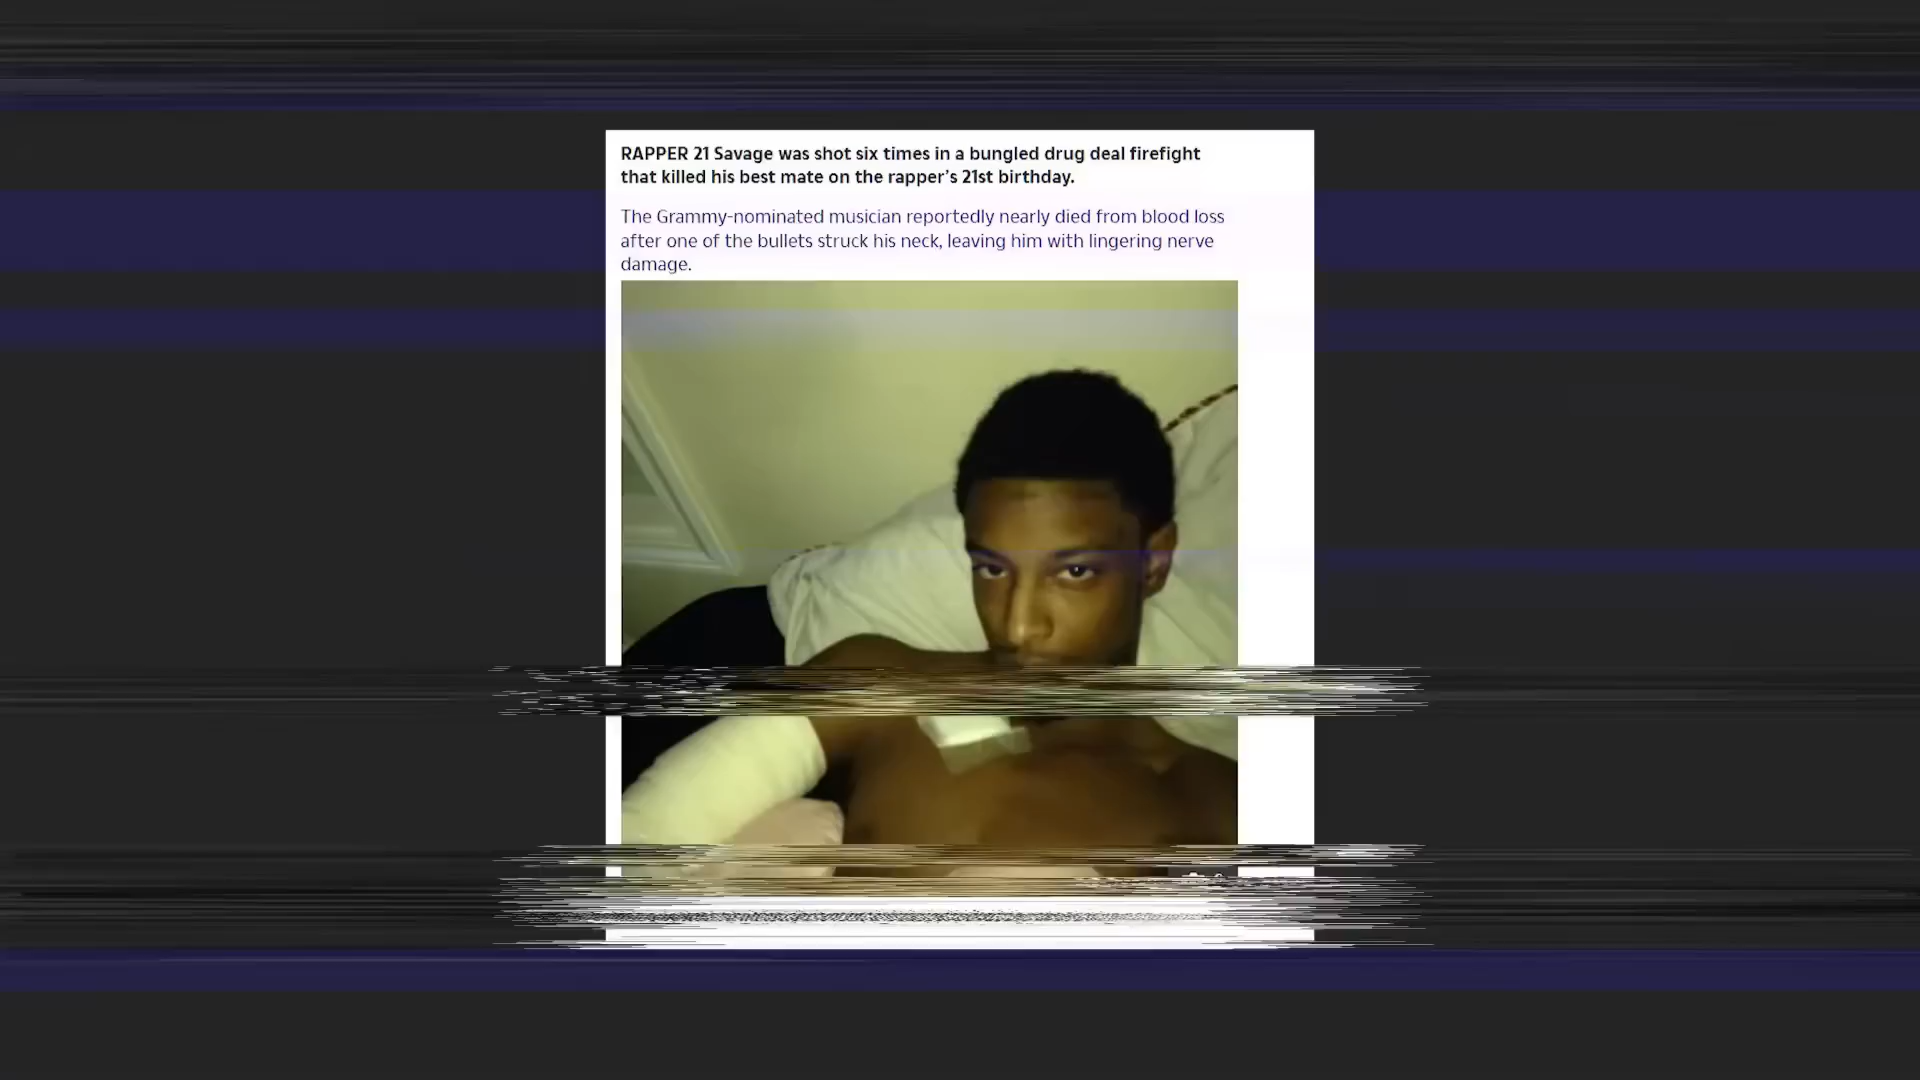 RAPPER 21 Savage was shot six times in a bungled drug deal firefight
that killed his best mate on the rapper's 21st birthday.
The Grammy-nominated musician reportedly nearly died from blood loss
after one of the bullets struck his neck, leaving him with lingering nerve
damage.